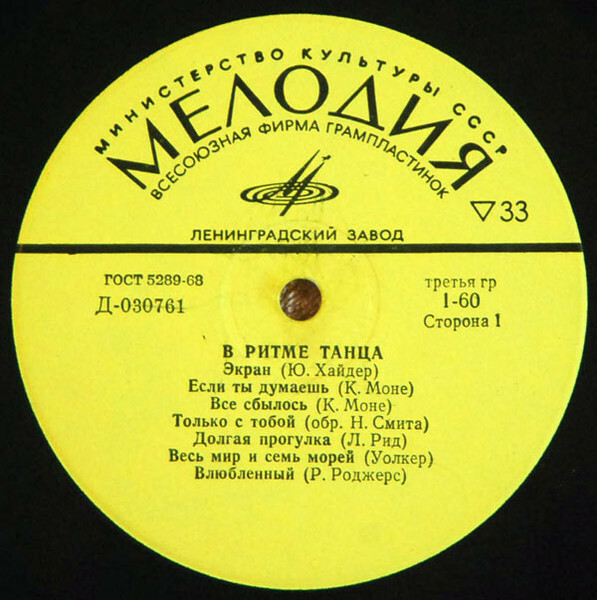 МИНИСТЕРСТВО КУЛЬТУРЫ СССР
МЕЛОДИЯ
ВСЕСОЮЗНАЯ ФИРМА ГРАМПЛАСТИНОК
▽33
ЛЕНИНГРАДСКИЙ ЗАВОД
ГОСТ 5289-68
Д-030761
третья гр
1-60
Сторона 1
В РИТМЕ ТАНЦА
Экран (Ю. Хайдер)
Если ты думаешь (К. Моне)
Все сбылось (К. Моне)
Только с тобой (обр. Н. Смита)
Долгая прогулка (Л. Рид)
Весь мир и семь морей (Уолкер)
Влюбленный (Р. Роджерс)